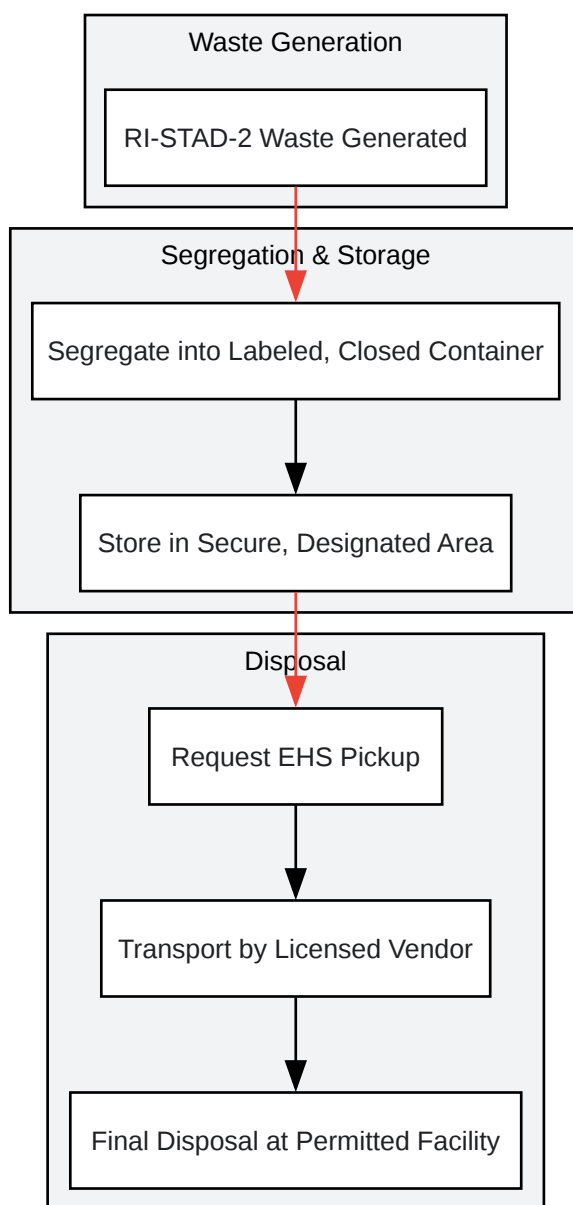 Waste Generation
RI-STAD-2 Waste Generated
Segregation & Storage
Segregate into Labeled, Closed Container
Store in Secure, Designated Area
Disposal
Request EHS Pickup
Transport by Licensed Vendor
Final Disposal at Permitted Facility